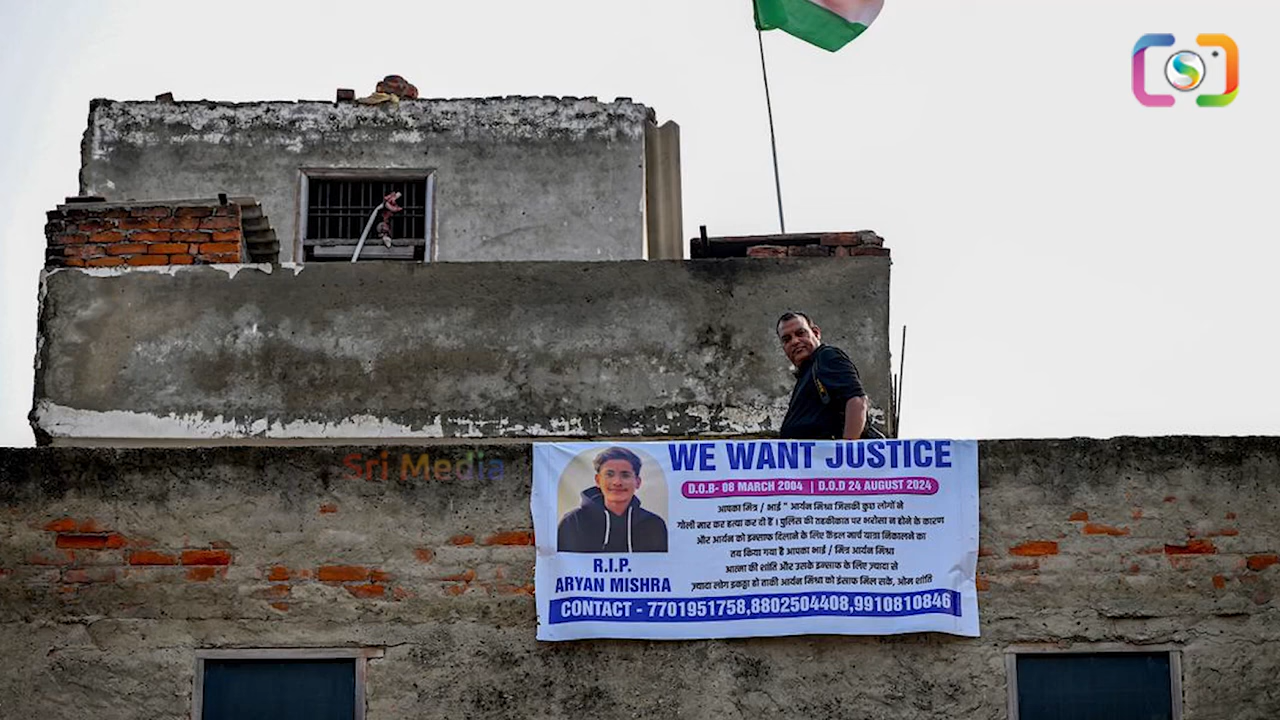 Sri Media
WE WANT JUSTICE
D.O.B- 08 MARCH 2004 | D.O.D 24 AUGUST 2024
आपका मित्र / भाई " आर्यन मिश्रा जिसकी कुछ लोगों ने
गोली मार कर हत्या कर दी हैं । पुलिस की तहकीकात पर भरोसा न होने के कारण
और आर्यन को इन्साफ दिलाने के लिए कैंडल मार्च यात्रा निकालने का
तय किया गया है आपका भाई / मित्र आर्यन मिश्रा
आत्मा की शांति और उसके इन्साफ के लिए ज़्यादा से
ज़्यादा लोग इकठ्ठा हो ताकी आर्यन मिश्रा को इंसाफ मिल सके, ओम शांति
R.I.P.
ARYAN MISHRA
CONTACT - 7701951758,8802504408,9910810846